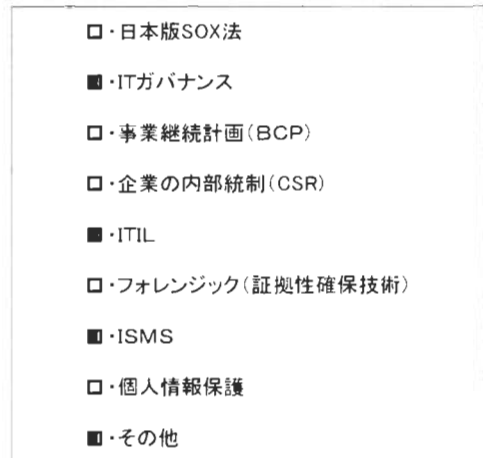 □・日本版SOX法
■・ITガバナンス
□・事業継続計画(BCP)
□・企業の内部統制(CSR)
■・ITIL
□・フォレンジック(証拠性確保技術)
■・ISMS
□・個人情報保護
■・その他